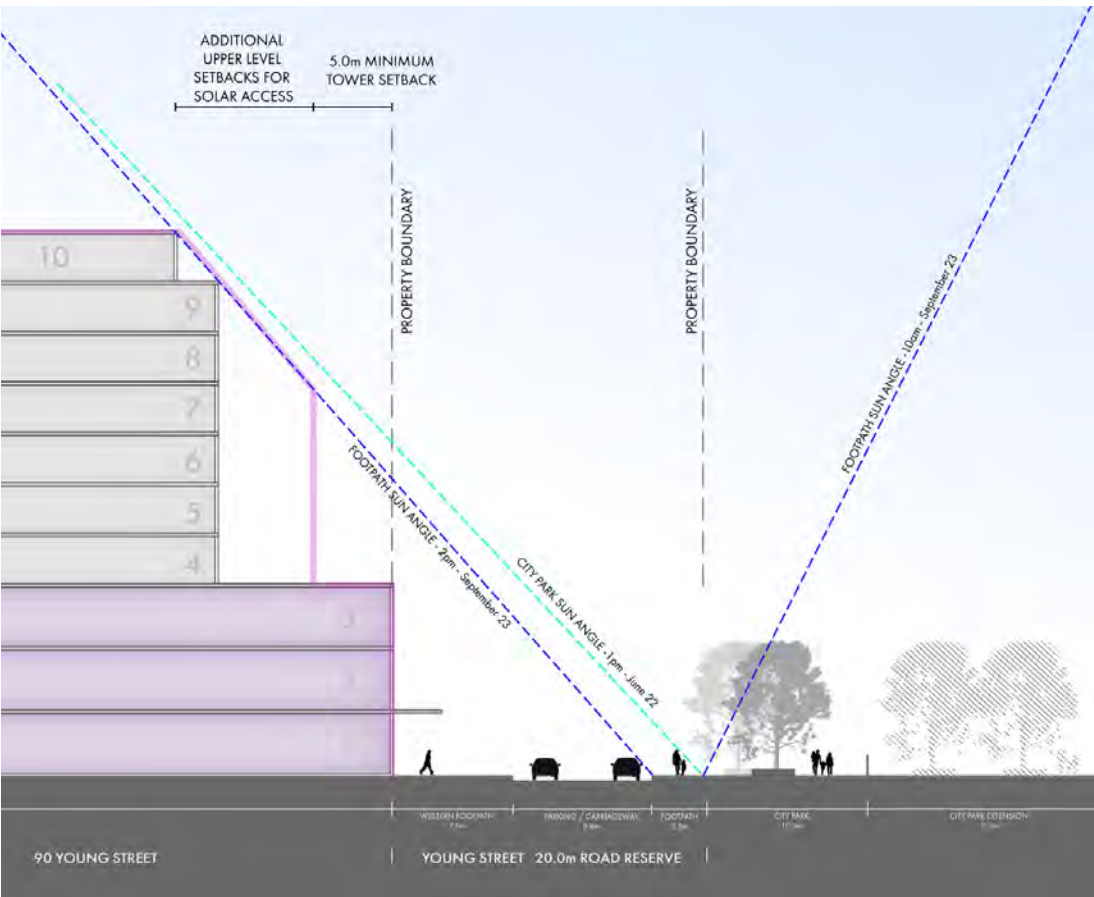 ADDITIONAL
UPPER LEVEL
SETBACKS FOR
SOLAR ACCESS
5.0m MINIMUM
TOWER SETBACK
PROPERTY BOUNDARY
PROPERTY BOUNDARY
10
9
8
7
6
5
4
3
FOOTPATH SUN ANGLE - 2pm - September 23
CITY PARK SUN ANGLE - 1pm - June 22
FOOTPATH SUN ANGLE - 10am - September 23
WESTERN FOOTPATH
PARKING / CARRIAGEWAY
FOOTPATH
CITY PARK
CITY PARK EXTENSION
90 YOUNG STREET
YOUNG STREET 20.0m ROAD RESERVE